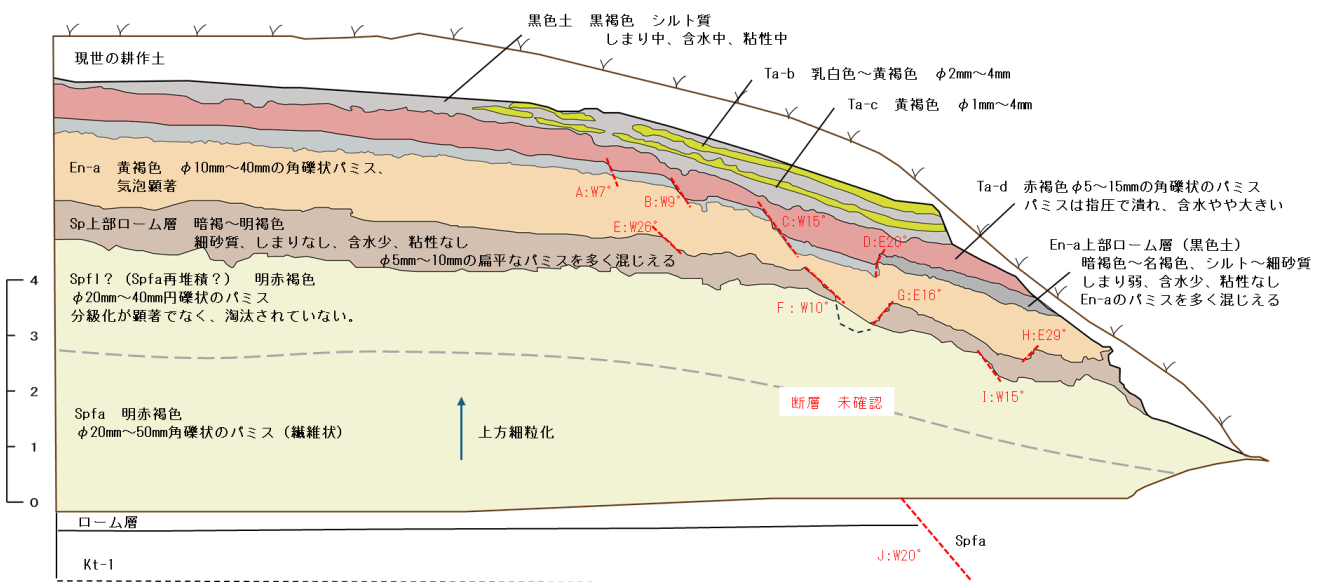 黒色土　黒褐色　シルト質
しまり中、含水中、粘性中
現世の耕作土
Ta-b　乳白色～黄褐色　φ2mm～4mm
Ta-c　黄褐色　φ1mm～4mm
En-a　黄褐色　φ10mm～40mmの角礫状パミス、
気泡顕著
A:W7°
B:W9°
Ta-d　赤褐色φ5～15mmの角礫状のパミス
パミスは指圧で潰れ、含水やや大きい
Sp上部ローム層　暗褐～明褐色
細砂質、しまりなし、含水少、粘性なし
φ5mm～10mmの扁平なパミスを多く混じえる
E:W26°
C:W15°
D:E20°
En-a上部ローム層（黒色土）
暗褐色～名褐色、シルト～細砂質
しまり弱、含水少、粘性なし
En-aのパミスを多く混じえる
Spfl？（Spfa再堆積？）　明赤褐色
φ20mm～40mm円礫状のパミス
分級化が顕著でなく、淘汰されていない。
F：W10°
G:E16°
H:E29°
I:W15°
4
3
2
1
0
断層　未確認
Spfa　明赤褐色
φ20mm～50mm角礫状のパミス（繊維状）
上方細粒化
ローム層
Spfa
J:W20°
Kt-1